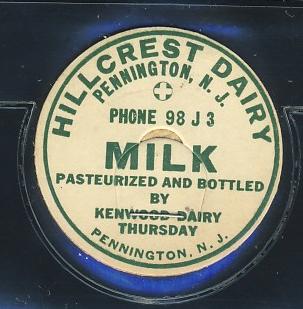 HILLCREST DAIRY
PENNINGTON, N. J.
PHONE 98 J 3
MILK
PASTEURIZED AND BOTTLED
BY
KENWOOD DAIRY
THURSDAY
PENNINGTON, N. J.